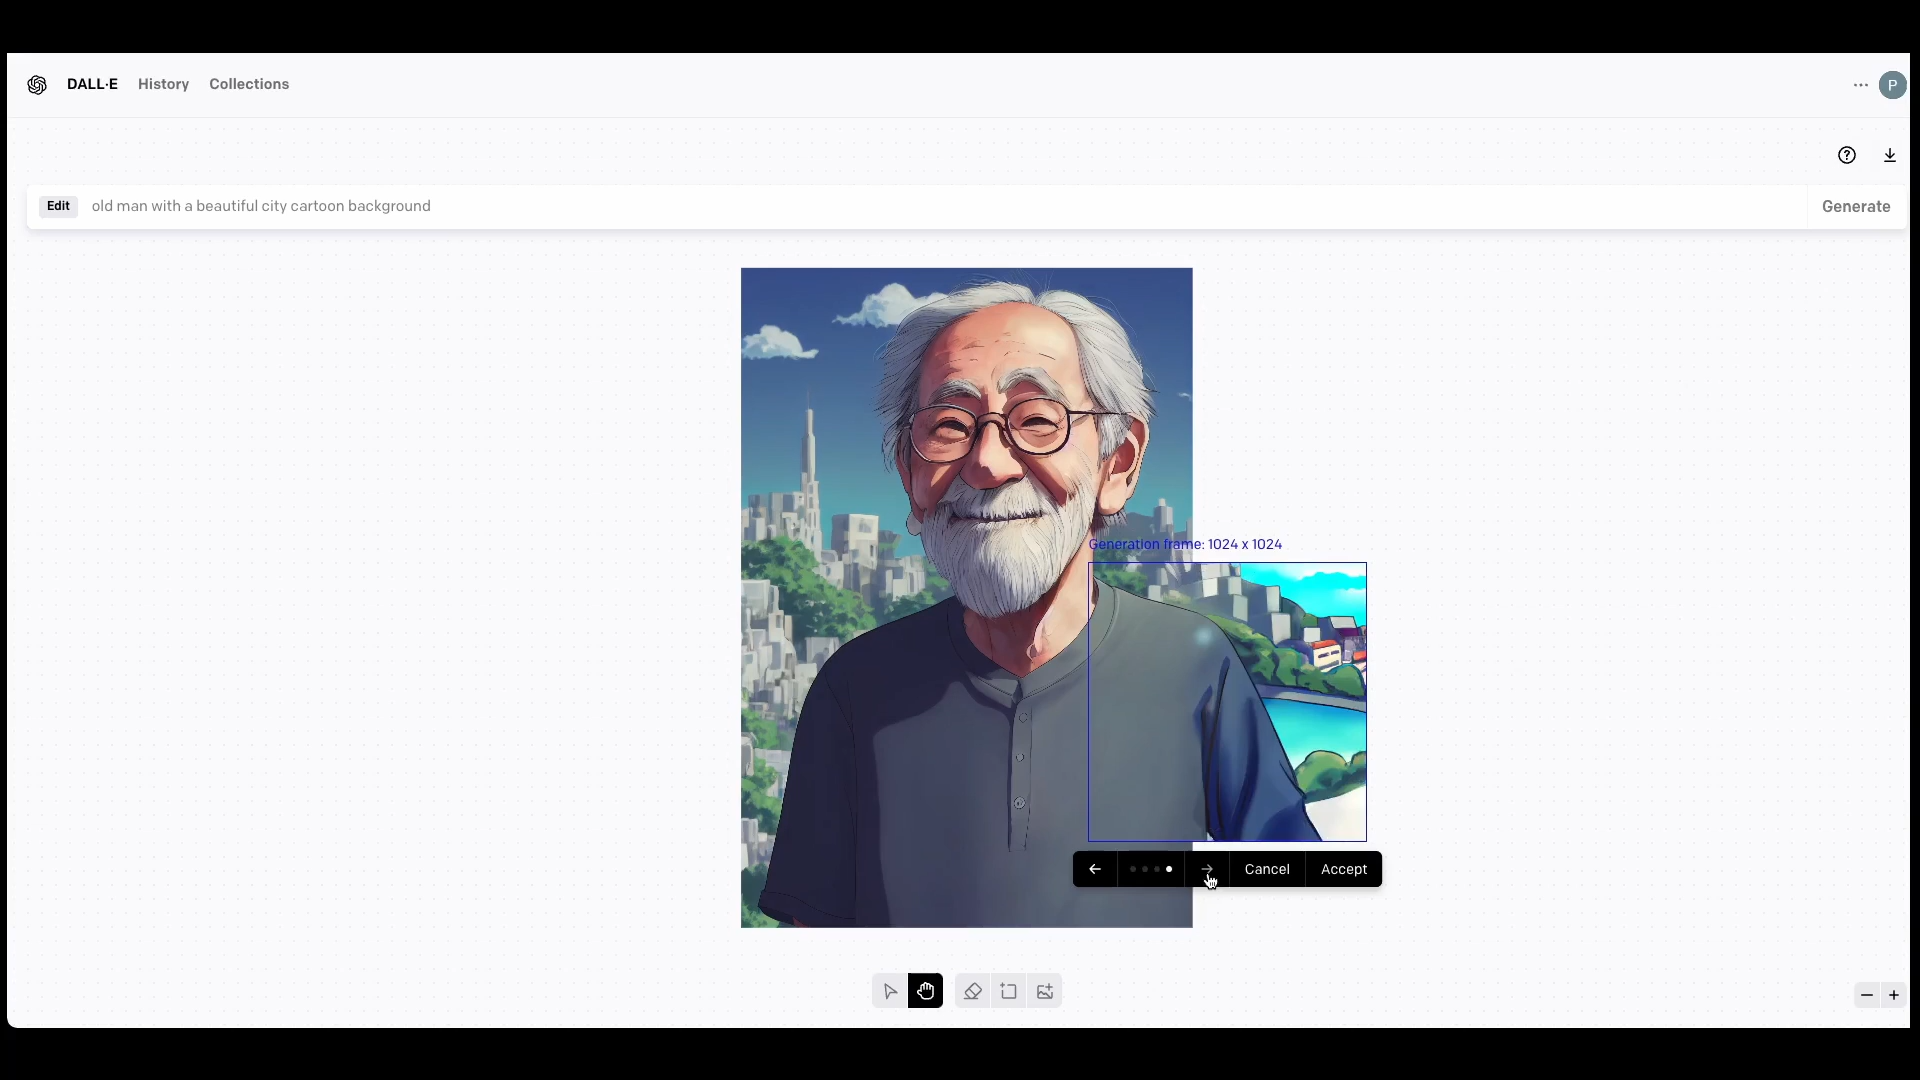 DALL·E History Collections
P
Edit old man with a beautiful city cartoon background Generate
Generation frame: 1024 x 1024
Cancel Accept